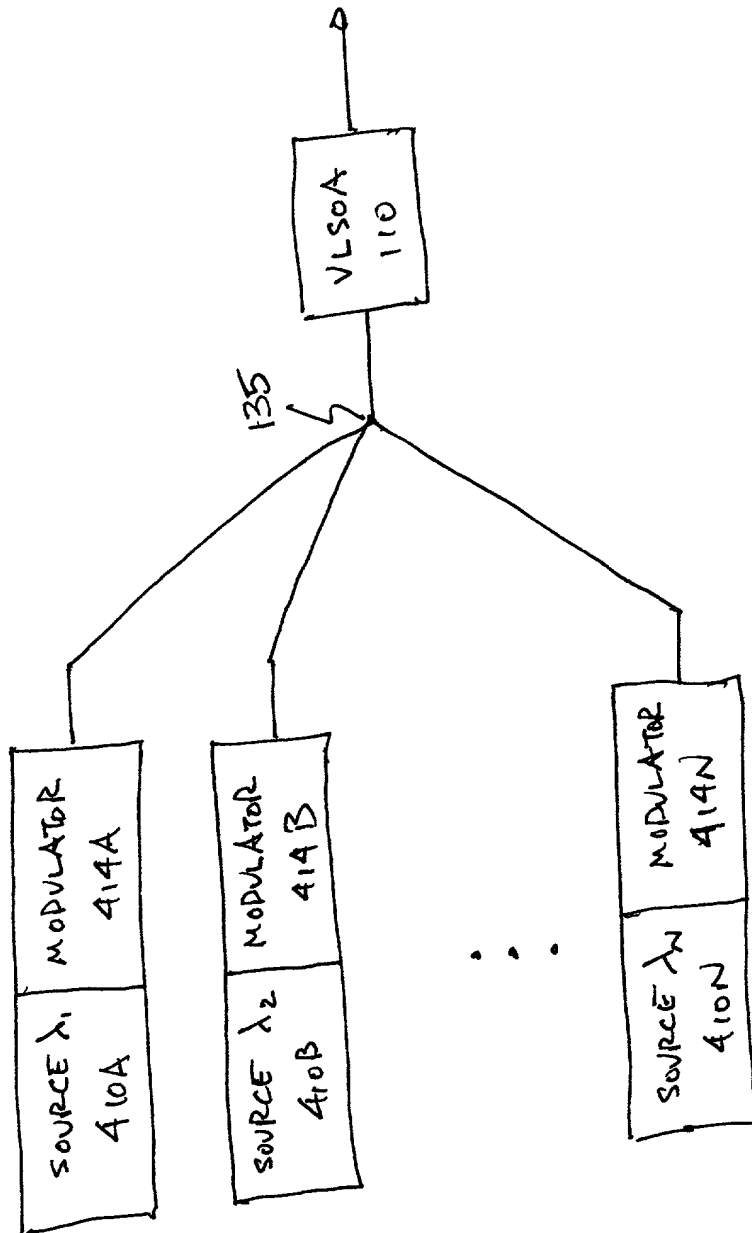 SOURCE λ1
410A
MODULATOR
414A
SOURCE λ2
410B
MODULATOR
414B
...
SOURCE λN
410N
MODULATOR
414N
135
VLSOA
110